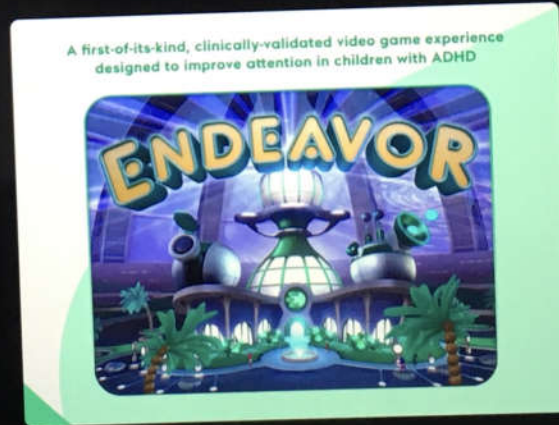 A first-of-its-kind, clinically-validated video game experience
designed to improve attention in children with ADHD
ENDEAVOR